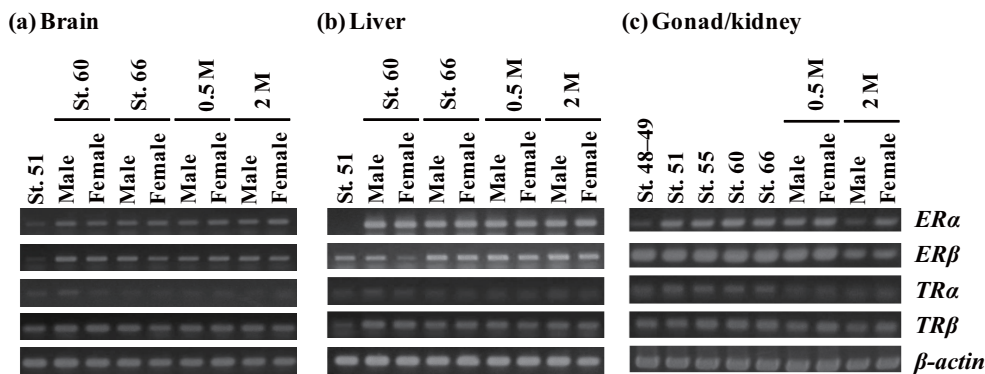 (a) Brain
(b) Liver
(c) Gonad/kidney
St. 60
St. 66
0.5 M
2 M
St. 60
St. 66
0.5 M
2 M
0.5 M
2 M
St. 51
Male
Female
Male
Female
Male
Female
Male
Female
St. 51
Male
Female
Male
Female
Male
Female
Male
Female
St. 48–49
St. 51
St. 55
St. 60
St. 66
Male
Female
Male
Female
ERα
ERβ
TRα
TRβ
β-actin